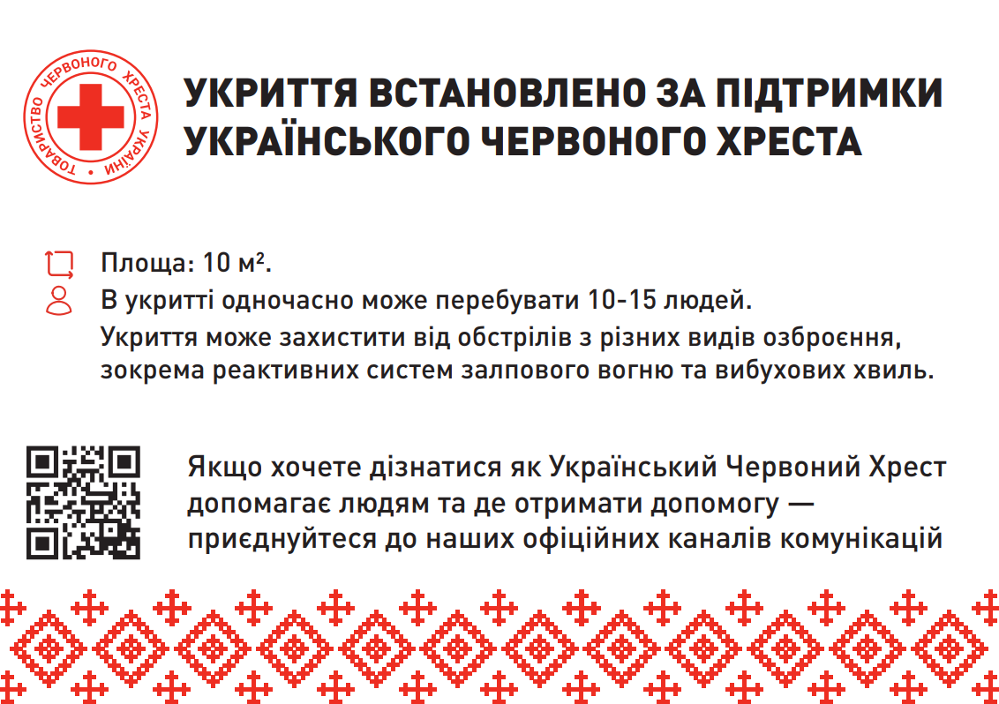 ТОВАРИСТВО ЧЕРВОНОГО ХРЕСТА УКРАЇНИ •
УКРИТТЯ ВСТАНОВЛЕНО ЗА ПІДТРИМКИ
УКРАЇНСЬКОГО ЧЕРВОНОГО ХРЕСТА
Площа: 10 м².
В укритті одночасно може перебувати 10-15 людей.
Укриття може захистити від обстрілів з різних видів озброєння,
зокрема реактивних систем залпового вогню та вибухових хвиль.
Якщо хочете дізнатися як Український Червоний Хрест
допомагає людям та де отримати допомогу —
приєднуйтеся до наших офіційних каналів комунікацій